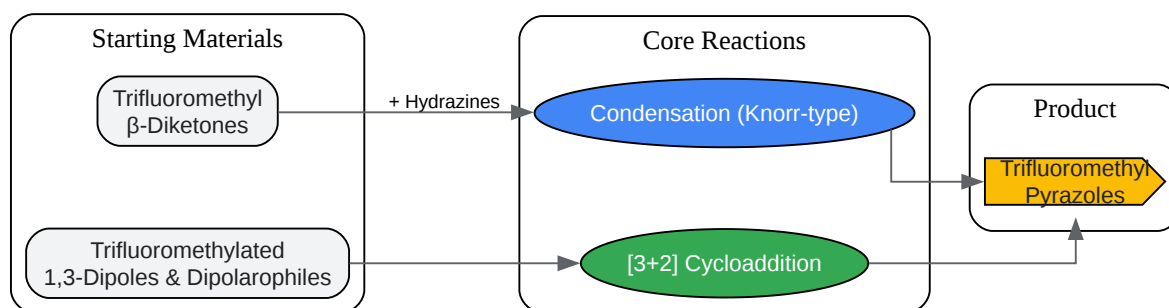 Starting Materials
Core Reactions
Product
Trifluoromethyl
β-Diketones
+ Hydrazines
Condensation (Knorr-type)
Trifluoromethyl
Pyrazoles
Trifluoromethylated
1,3-Dipoles & Dipolarophiles
[3+2] Cycloaddition